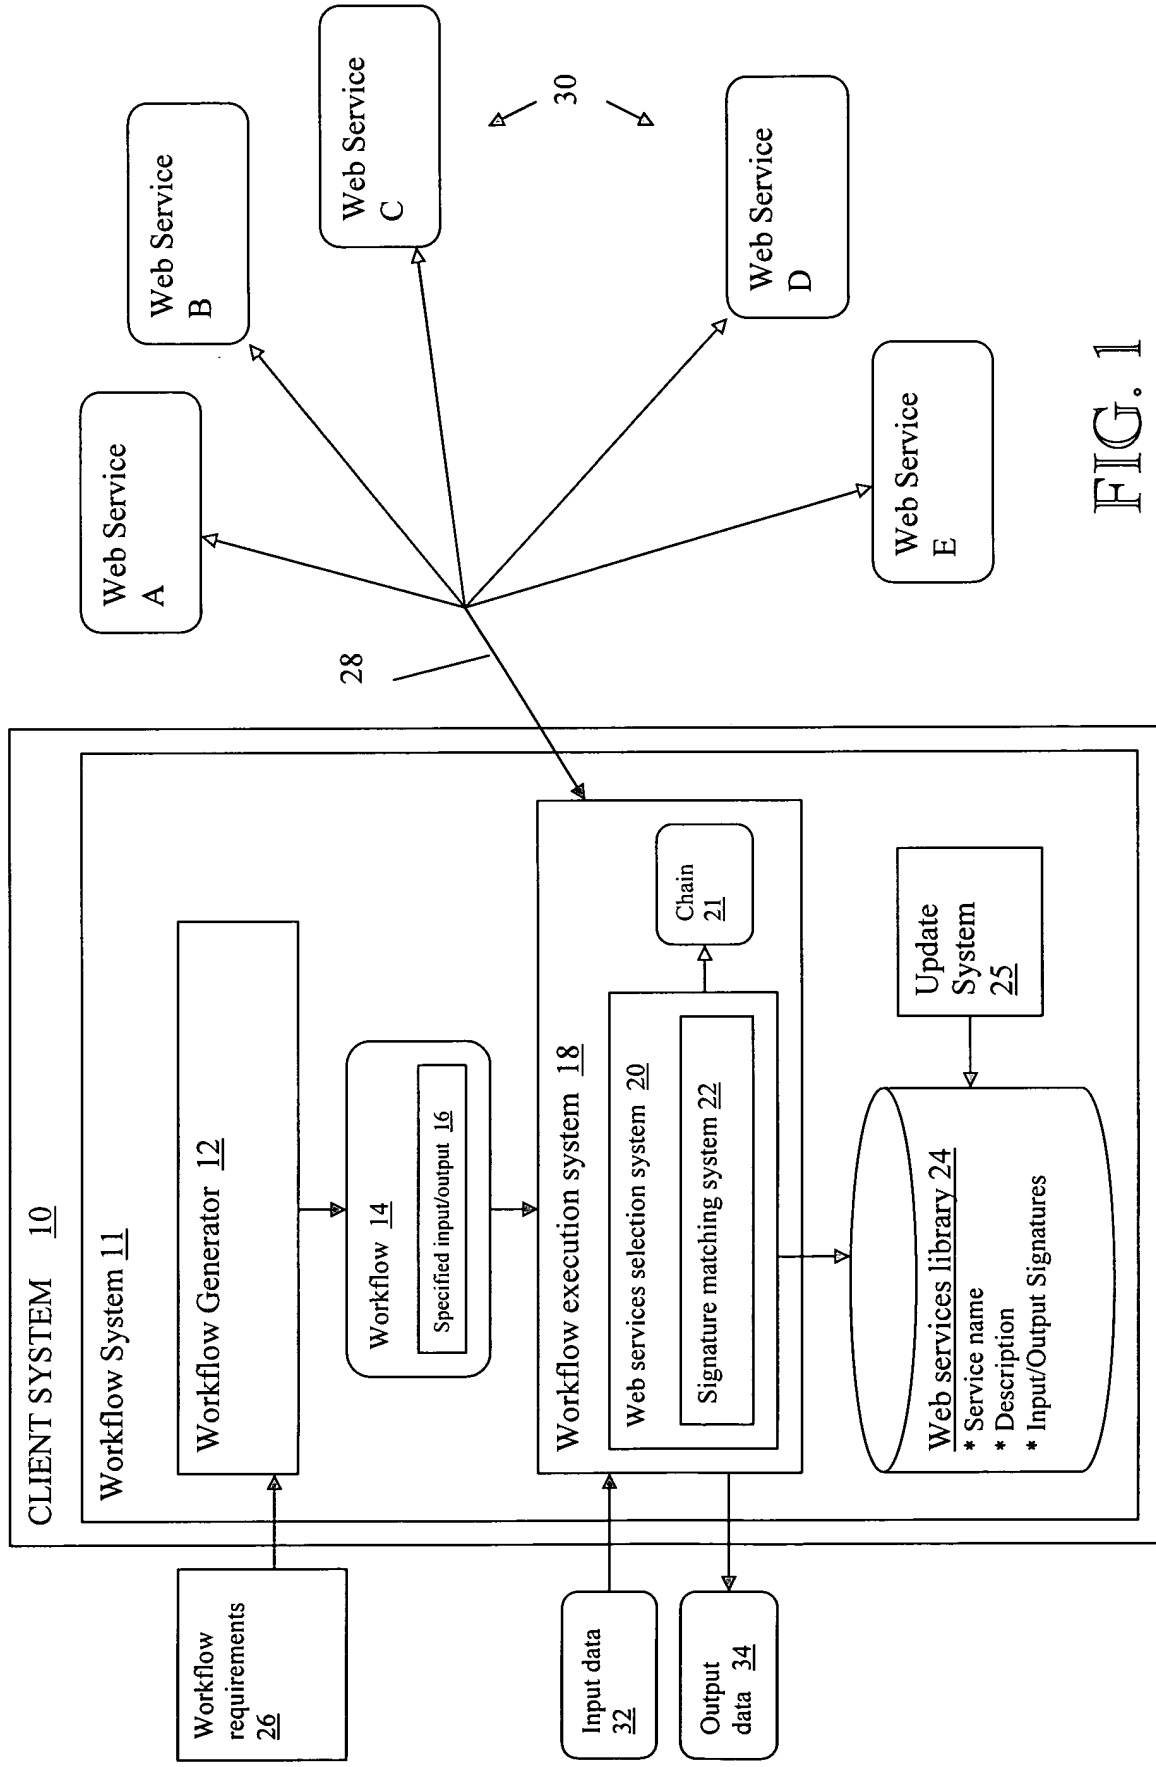 CLIENT SYSTEM 10
Workflow System 11
Workflow
requirements
26
Workflow Generator 12
Workflow 14
Specified input/output 16
Input data
32
Output
data 34
Workflow execution system 18
Web services selection system 20
Signature matching system 22
Chain
21
Web services library 24
* Service name
* Description
* Input/Output Signatures
Update
System
25
28
Web Service
A
Web Service
B
Web Service
C
30
Web Service
D
Web Service
E
FIG. 1